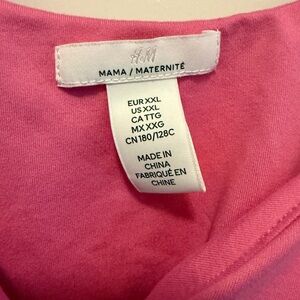 H&M
MAMA / MATERNITÉ
EUR XXL
US XXL
CA TTG
MX XXG
CN 180/128C
MADE IN
CHINA
FABRIQUÉ EN
CHINE